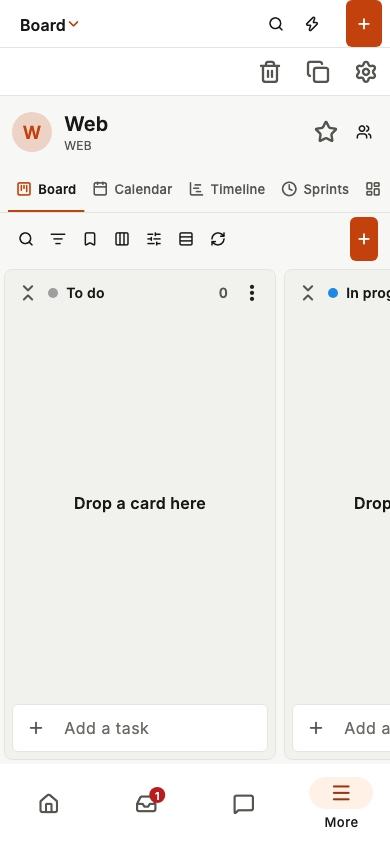 Board
W
Web
WEB
Board
Calendar
Timeline
Sprints
To do
0
In prog
Drop a card here
Drop
Add a task
Add a
1
More